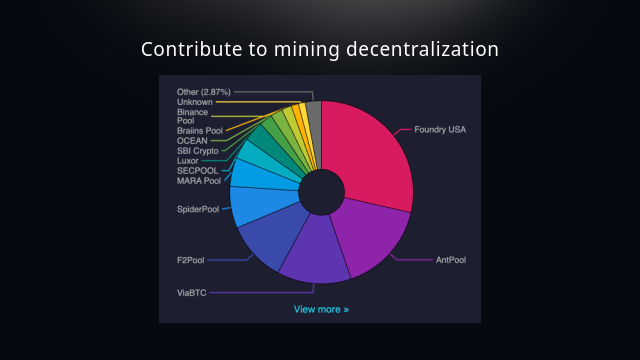 Contribute to mining decentralization
Other (2.87%)
Unknown
Binance
Pool
Braiins Pool
OCEAN
SBI Crypto
Luxor
SECPOOL
MARA Pool
SpiderPool
F2Pool
ViaBTC
Foundry USA
AntPool
View more »